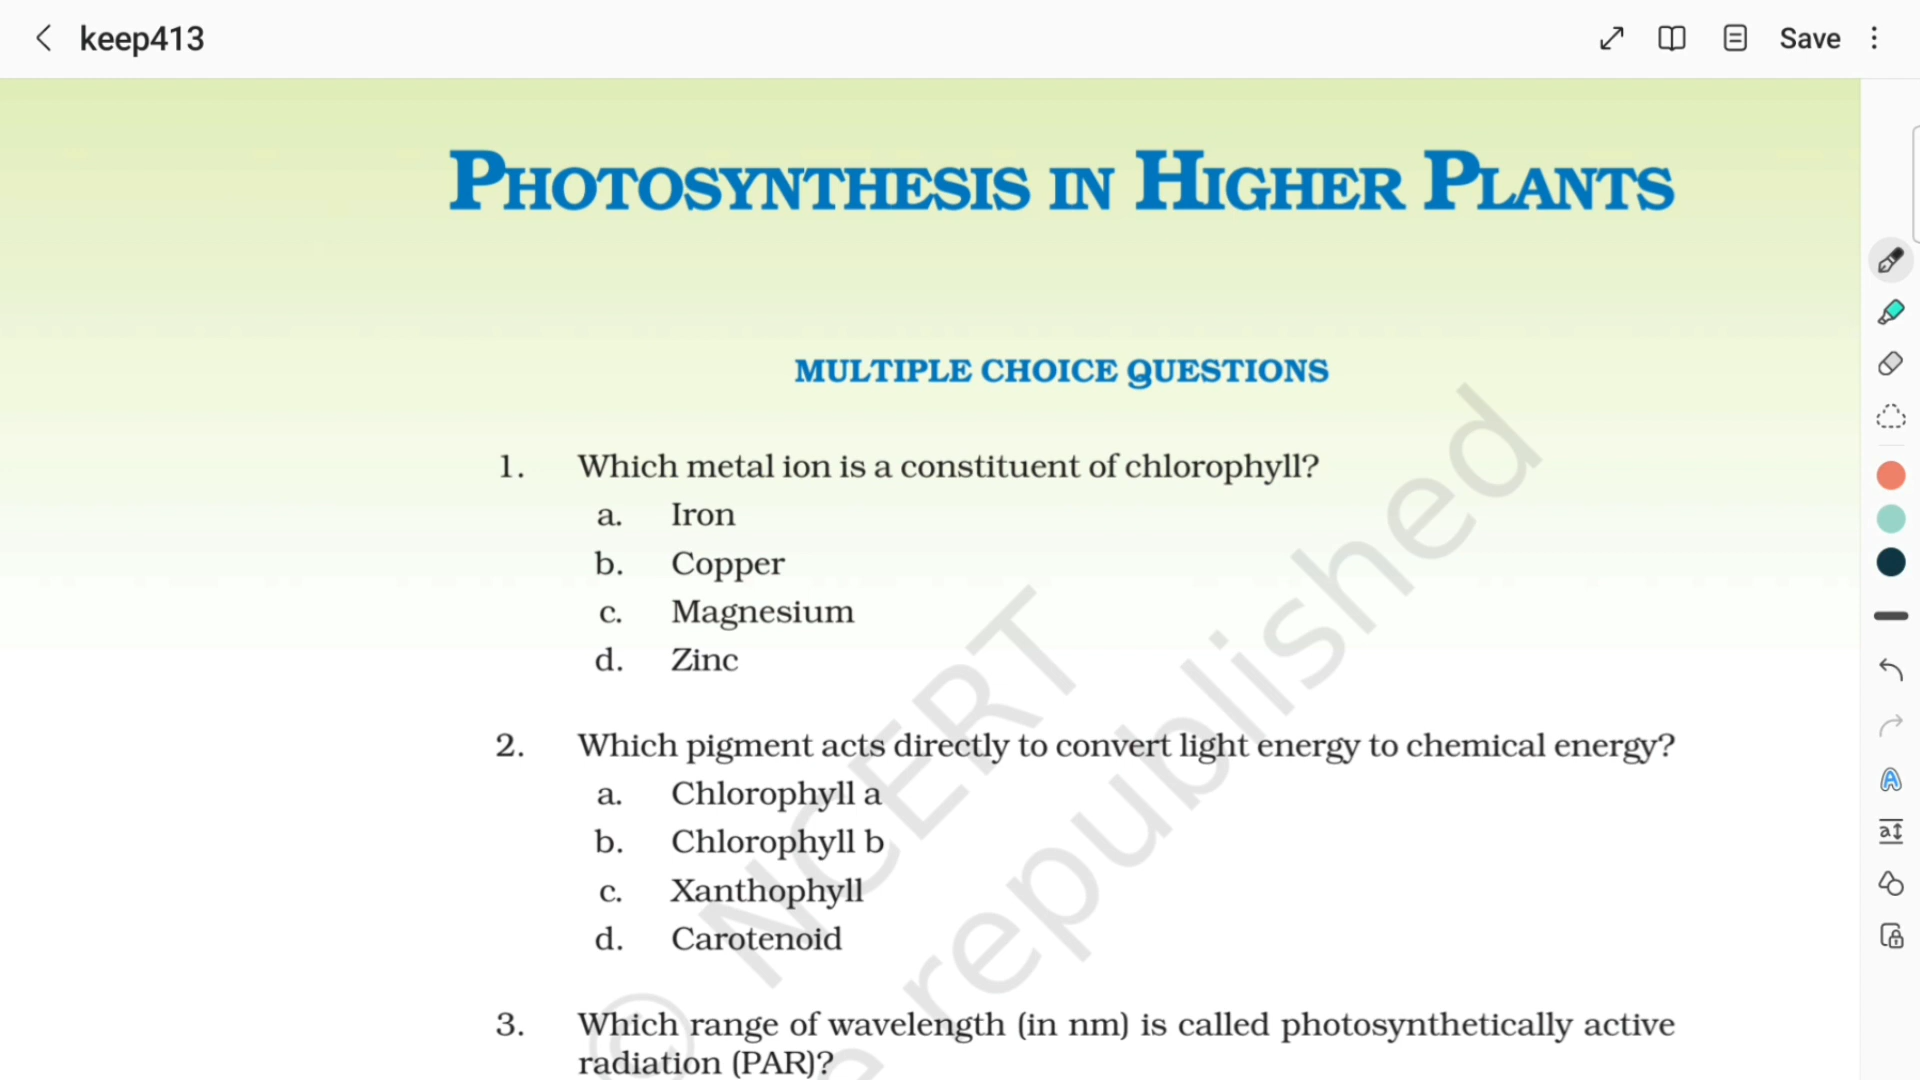 keep413
Save
PHOTOSYNTHESIS IN HIGHER PLANTS
MULTIPLE CHOICE QUESTIONS
1. Which metal ion is a constituent of chlorophyll?
a. Iron
b. Copper
c. Magnesium
d. Zinc
2. Which pigment acts directly to convert light energy to chemical energy?
a. Chlorophyll a
b. Chlorophyll b
c. Xanthophyll
d. Carotenoid
3. Which range of wavelength (in nm) is called photosynthetically active
radiation (PAR)?
© NCERT
republished